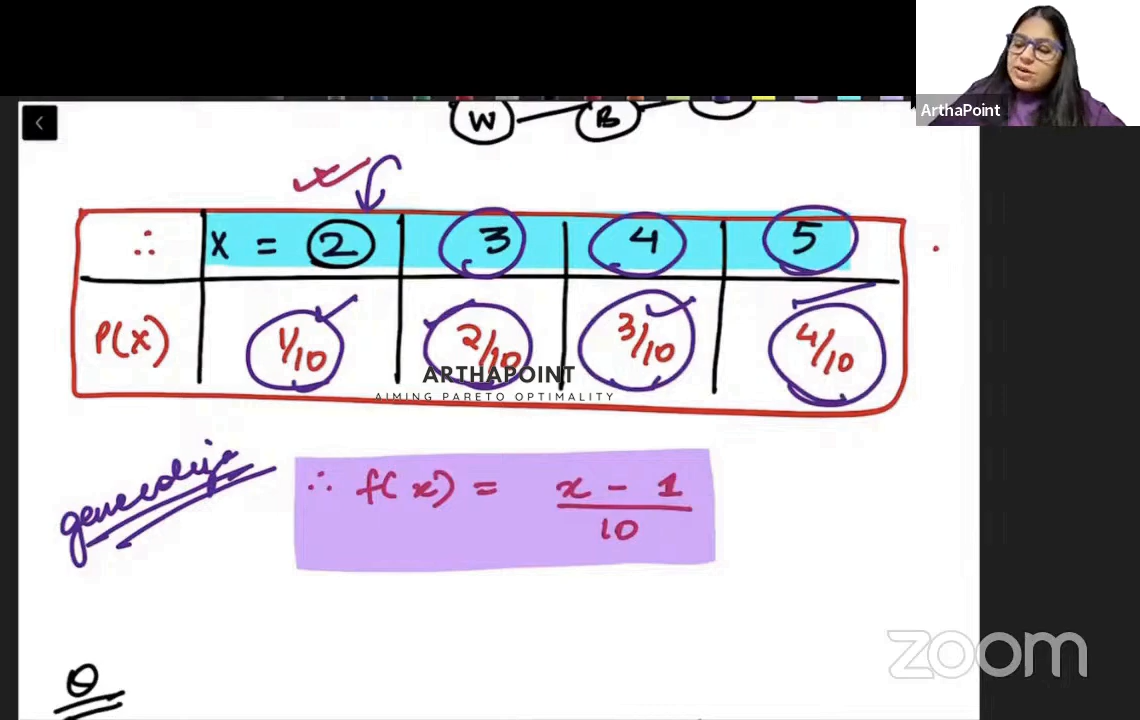 ArthaPoint
W B
∴ X = 2 3 4 5
P(X) 1/10 2/10 3/10 4/10
ARTHAPOINT
AIMING PARETO OPTIMALITY
∴ f(x) = x - 1
10
zoom